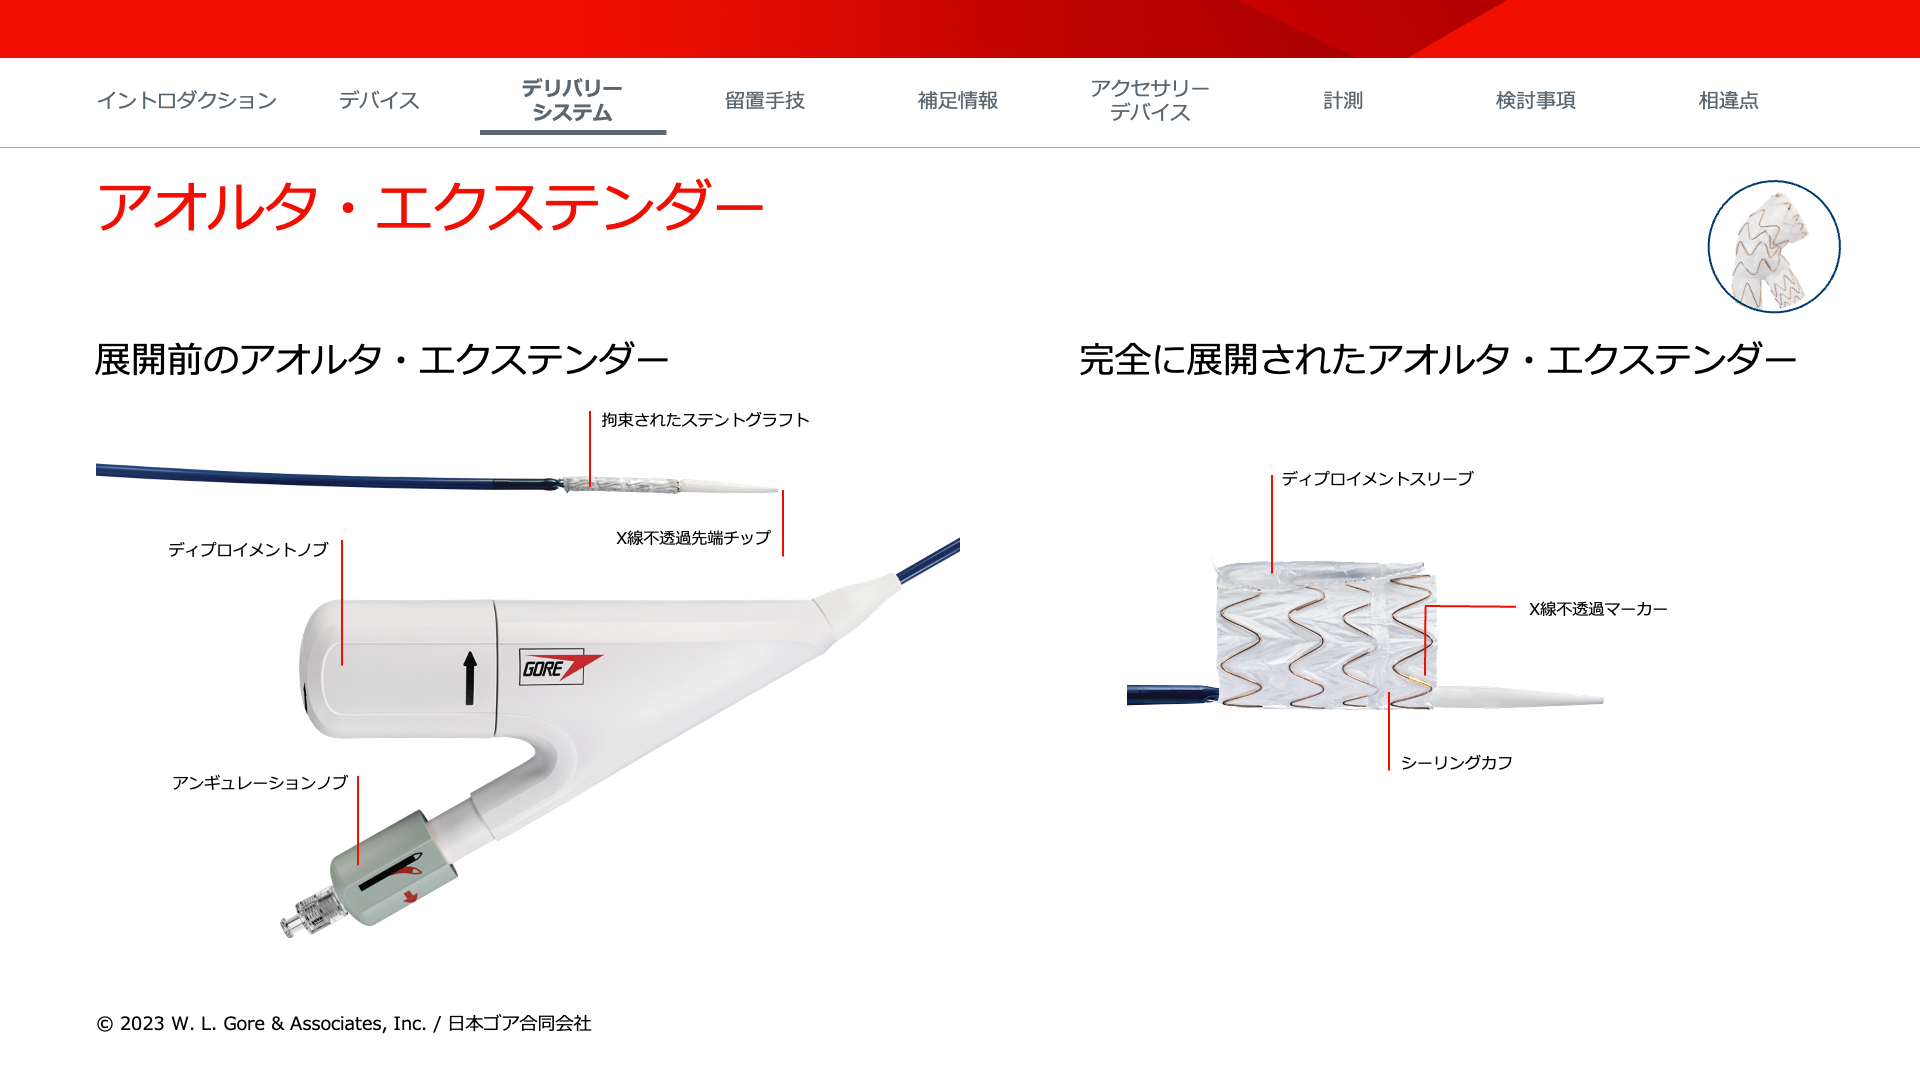 イントロダクション
デバイス
デリバリー
システム
留置手技
補足情報
アクセサリー
デバイス
計測
検討事項
相違点
アオルタ・エクステンダー
展開前のアオルタ・エクステンダー
拘束されたステントグラフト
X線不透過先端チップ
ディプロイメントノブ
GORE
アンギュレーションノブ
完全に展開されたアオルタ・エクステンダー
ディプロイメントスリーブ
X線不透過マーカー
シーリングカフ
© 2023 W. L. Gore & Associates, Inc. / 日本ゴア合同会社